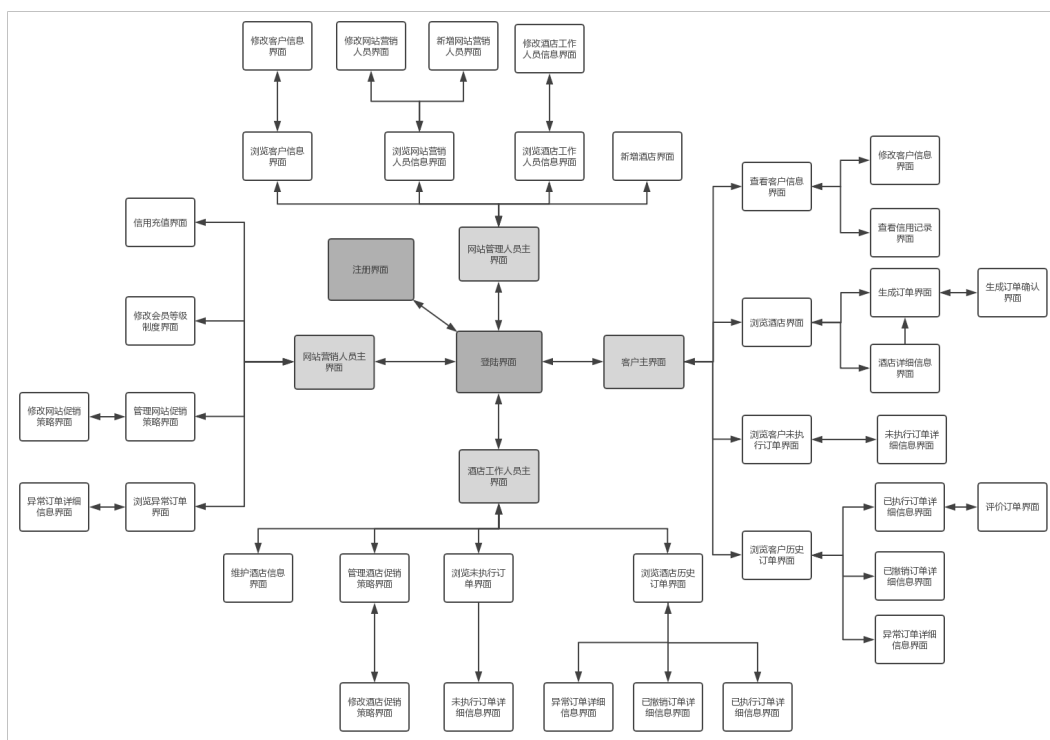 修改客户信息
界面
修改网站营销
人员界面
新增网站营销
人员界面
修改酒店工作
人员信息界面
浏览客户信息
界面
浏览网站营销
人员信息界面
浏览酒店工作
人员信息界面
新增酒店界面
查看客户信息
界面
修改客户信息
界面
查看信用记录
界面
信用充值界面
注册界面
网站管理人员主
界面
修改会员等级
制度界面
网站营销人员主
界面
登陆界面
客户主界面
浏览酒店界面
生成订单界面
生成订单确认
界面
酒店详细信息
界面
修改网站促销
策略界面
管理网站促销
策略界面
浏览客户未执
行订单界面
未执行订单详
细信息界面
酒店工作人员主
界面
异常订单详细
信息界面
浏览异常订单
界面
已执行订单详
细信息界面
评价订单界面
浏览客户历史
订单界面
已撤销订单详
细信息界面
异常订单详细
信息界面
维护酒店信息
界面
管理酒店促销
策略界面
浏览未执行订
单界面
浏览酒店历史
订单界面
修改酒店促销
策略界面
未执行订单详
细信息界面
异常订单详细
信息界面
已撤销订单详
细信息界面
已执行订单详
细信息界面